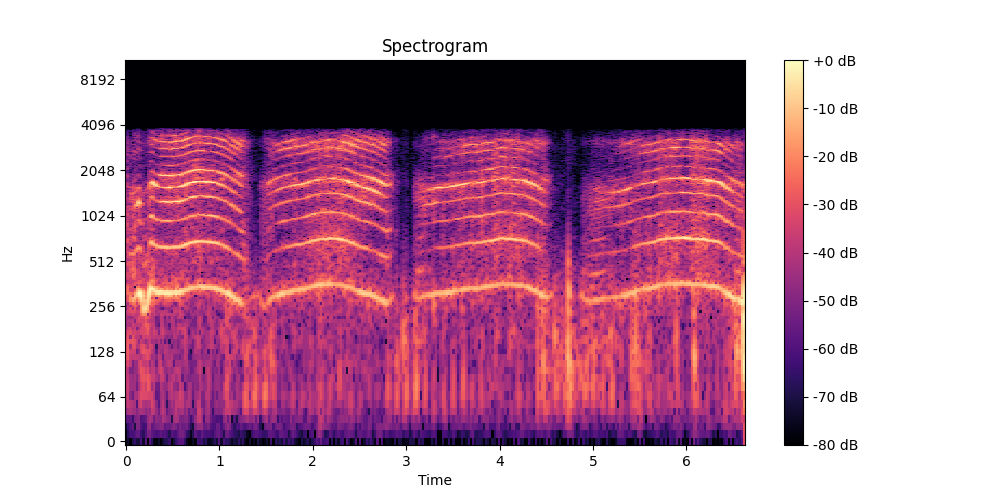 Spectrogram
8192
4096
2048
1024
512
256
128
64
0
Hz
0 1 2 3 4 5 6
Time
+0 dB
-10 dB
-20 dB
-30 dB
-40 dB
-50 dB
-60 dB
-70 dB
-80 dB